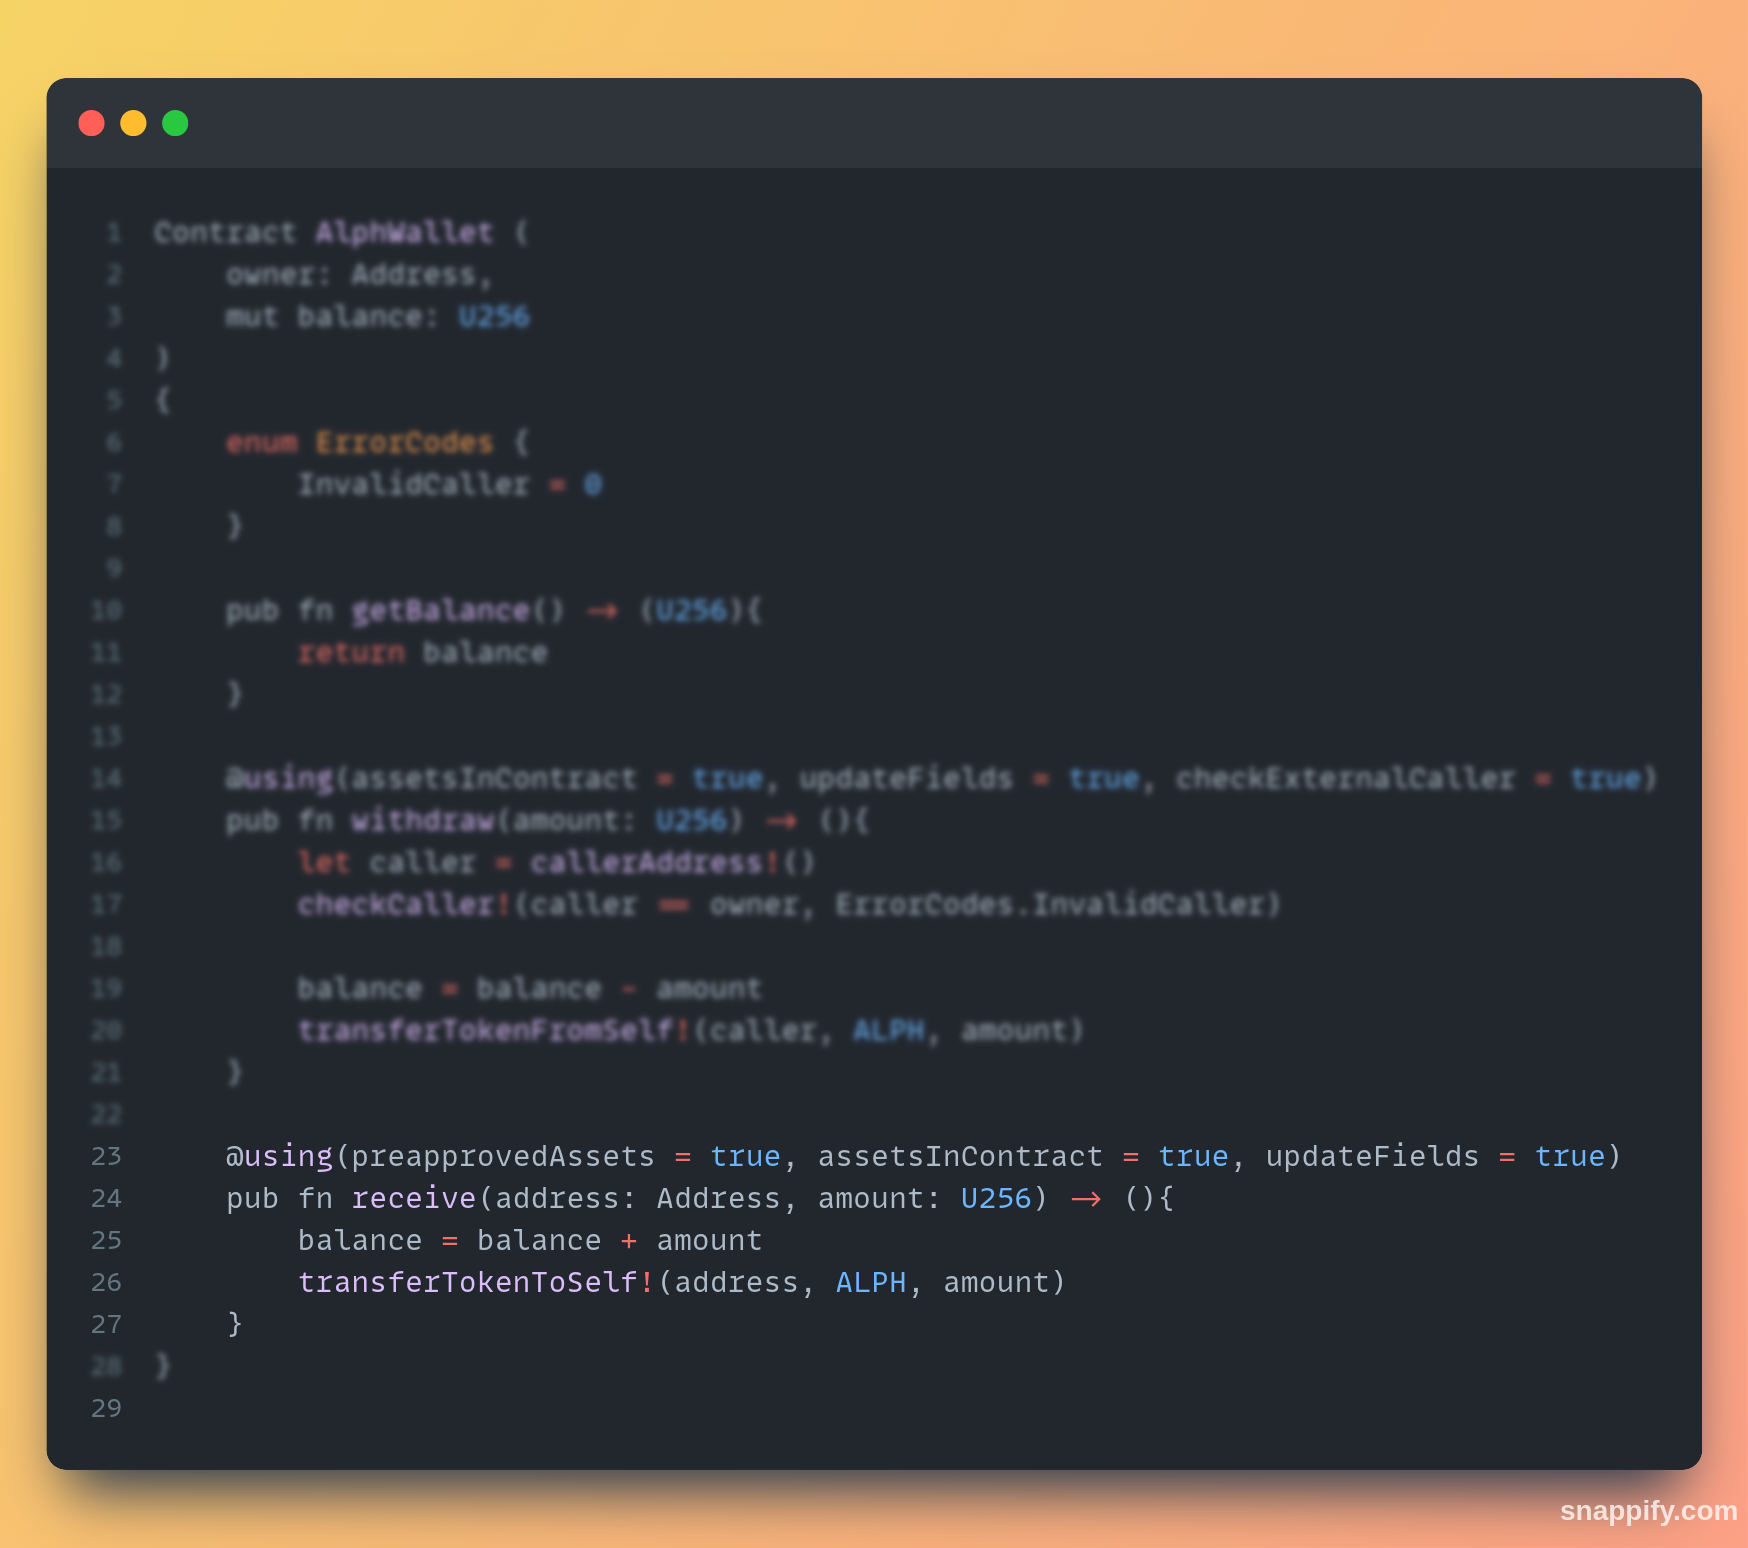 1 Contract AlphWallet (
2     owner: Address,
3     mut balance: U256
4 )
5 {
6     enum ErrorCodes {
7         InvalidCaller = 0
8     }
9
10     pub fn getBalance() -> (U256){
11         return balance
12     }
13
14     @using(assetsInContract = true, updateFields = true, checkExternalCaller = true)
15     pub fn withdraw(amount: U256) -> (){
16         let caller = callerAddress!()
17         checkCaller!(caller == owner, ErrorCodes.InvalidCaller)
18
19         balance = balance - amount
20         transferTokenFromSelf!(caller, ALPH, amount)
21     }
22
23     @using(preapprovedAssets = true, assetsInContract = true, updateFields = true)
24     pub fn receive(address: Address, amount: U256) -> (){
25         balance = balance + amount
26         transferTokenToSelf!(address, ALPH, amount)
27     }
28 }
29
snappify.com